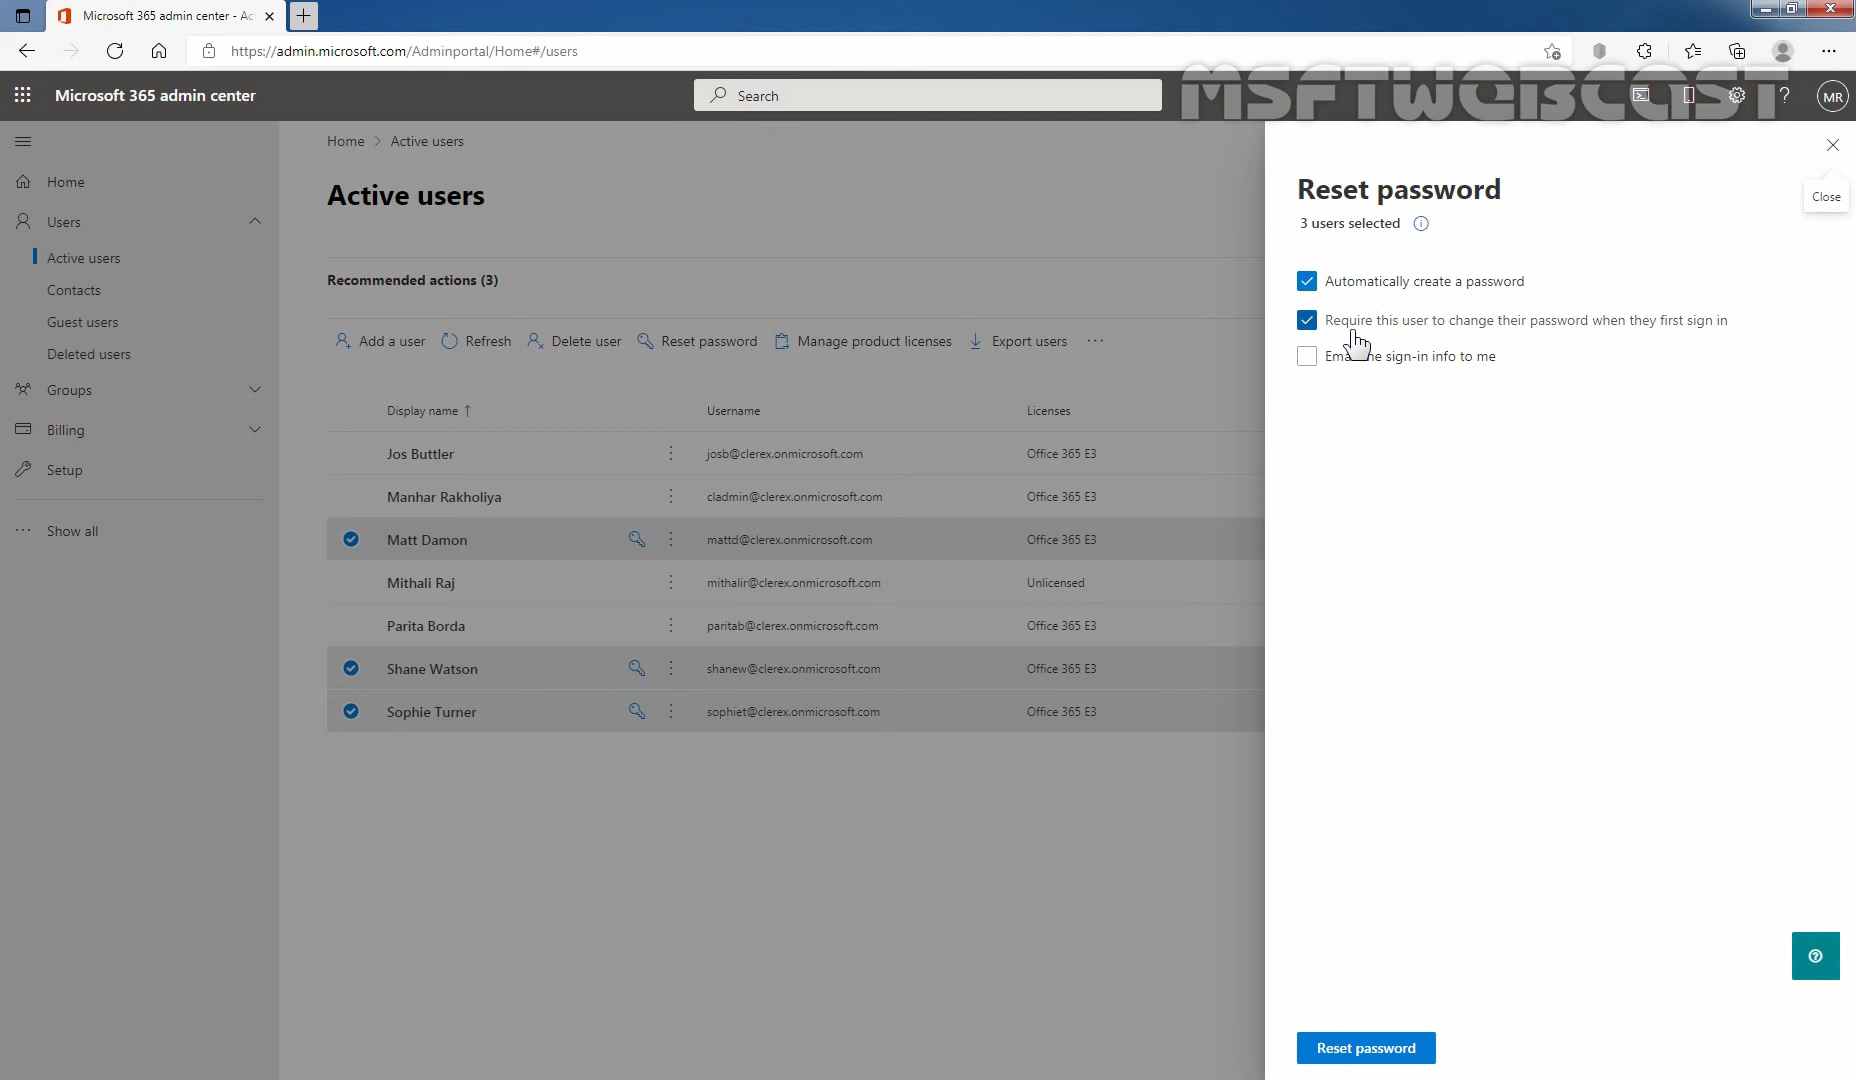 Microsoft 365 admin center - Ac
https://admin.microsoft.com/Adminportal/Home#/users
Microsoft 365 admin center
Search
MSFTWEBCAST
MR
Home
Users
Active users
Contacts
Guest users
Deleted users
Groups
Billing
Setup
Show all
Home > Active users
Active users
Recommended actions (3)
Add a user Refresh Delete user Reset password Manage product licenses Export users
Display name ↑ Username Licenses
Jos Buttler josb@clerex.onmicrosoft.com Office 365 E3
Manhar Rakholiya cladmin@clerex.onmicrosoft.com Office 365 E3
Matt Damon mattd@clerex.onmicrosoft.com Office 365 E3
Mithali Raj mithalir@clerex.onmicrosoft.com Unlicensed
Parita Borda paritab@clerex.onmicrosoft.com Office 365 E3
Shane Watson shanew@clerex.onmicrosoft.com Office 365 E3
Sophie Turner sophiet@clerex.onmicrosoft.com Office 365 E3
Close
Reset password
3 users selected
Automatically create a password
Require this user to change their password when they first sign in
sign-in info to me
Reset password